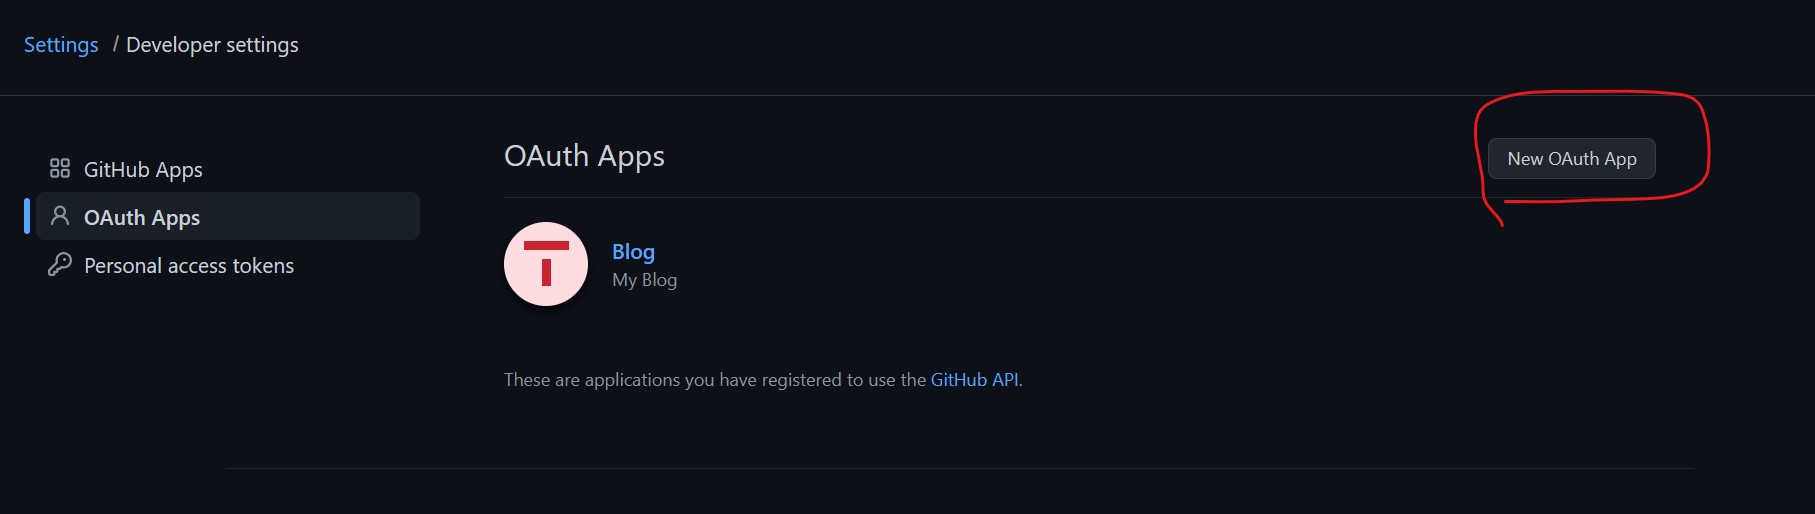 Settings / Developer settings
GitHub Apps
OAuth Apps
Personal access tokens
OAuth Apps
New OAuth App
Blog
My Blog
These are applications you have registered to use the GitHub API.